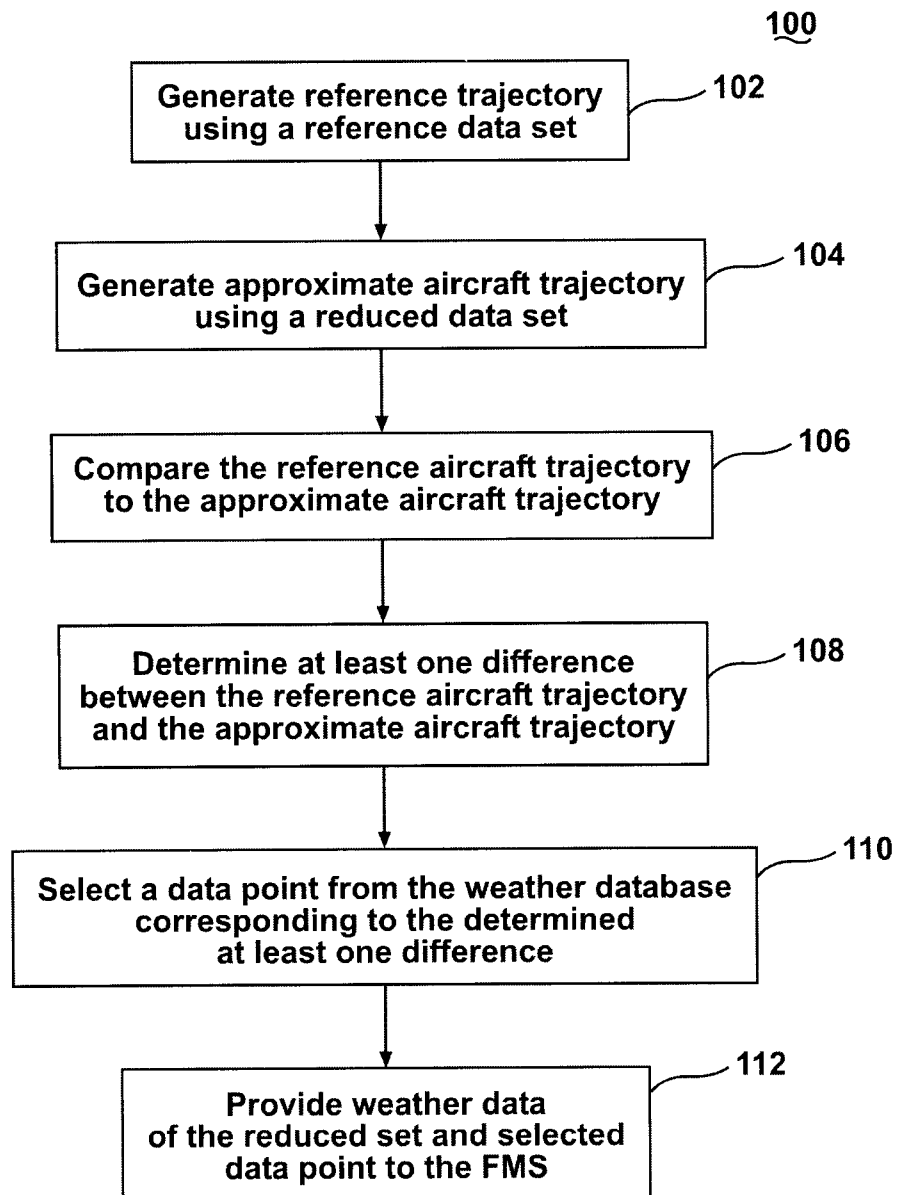 100
Generate reference trajectory
using a reference data set
102
Generate approximate aircraft trajectory
using a reduced data set
104
Compare the reference aircraft trajectory
to the approximate aircraft trajectory
106
Determine at least one difference
between the reference aircraft trajectory
and the approximate aircraft trajectory
108
Select a data point from the weather database
corresponding to the determined
at least one difference
110
Provide weather data
of the reduced set and selected
data point to the FMS
112